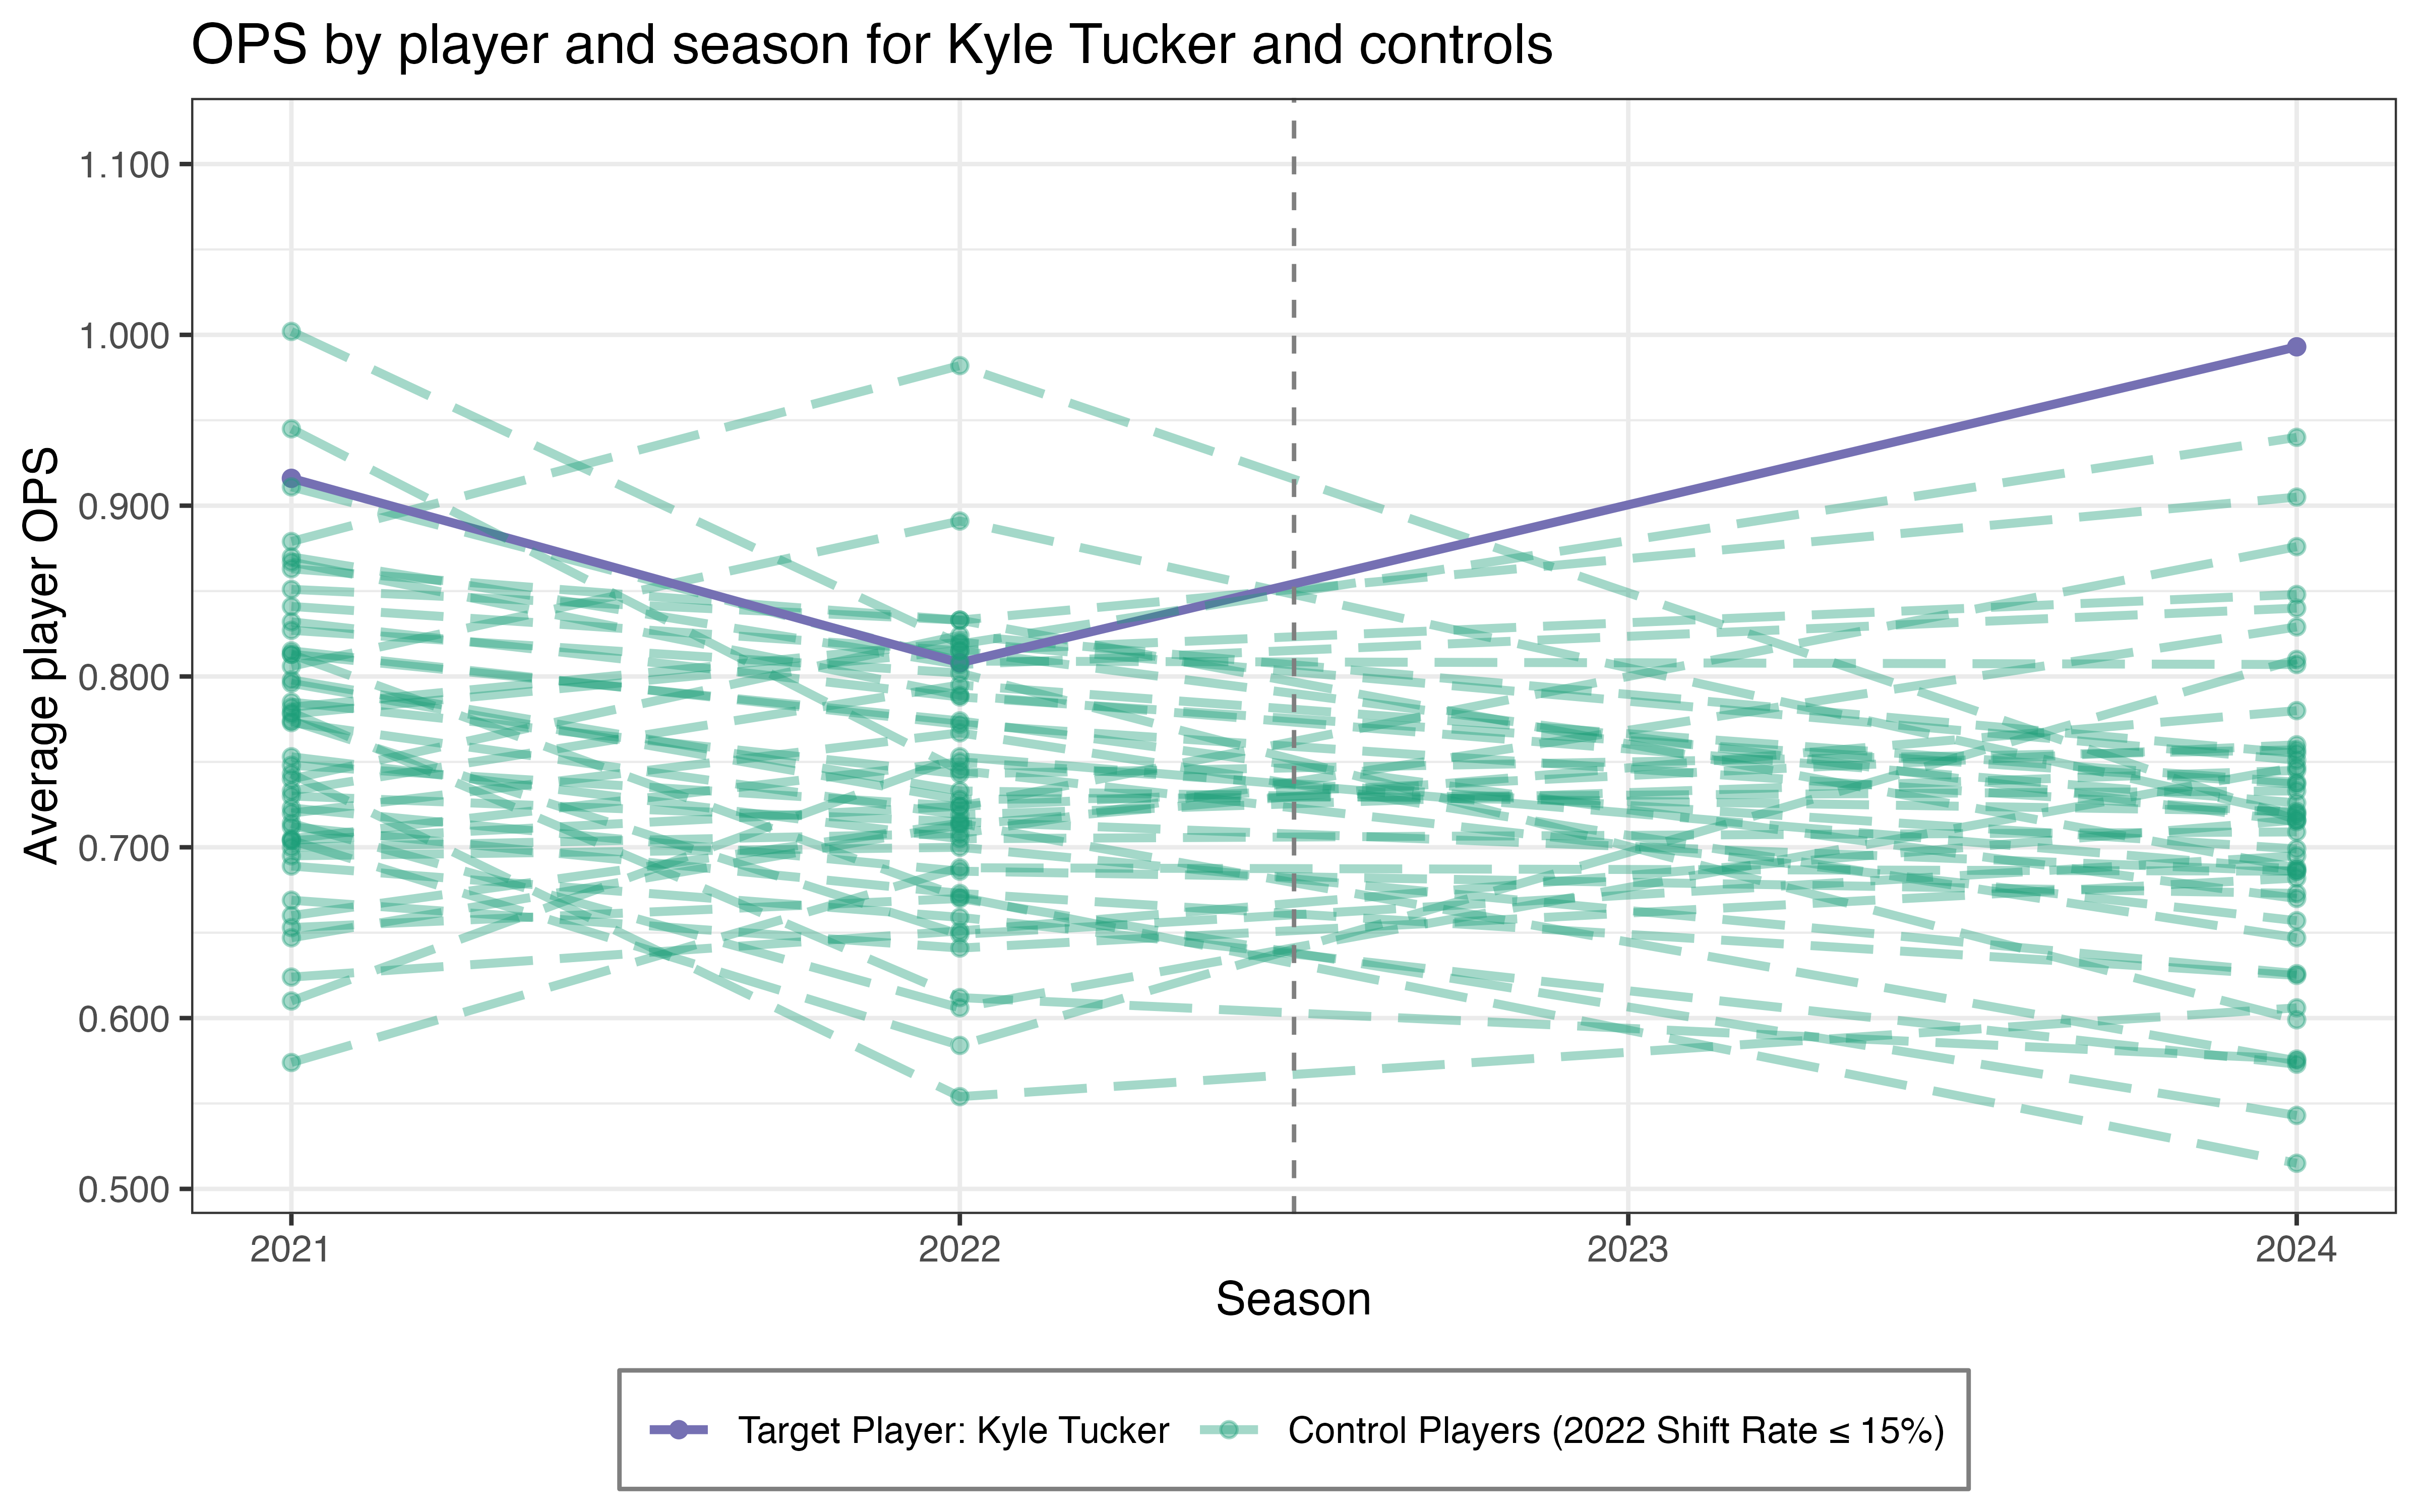 OPS by player and season for Kyle Tucker and controls
Average player OPS
1.100
1.000
0.900
0.800
0.700
0.600
0.500
2021 2022 2023 2024
Season
Target Player: Kyle Tucker Control Players (2022 Shift Rate ≤ 15%)